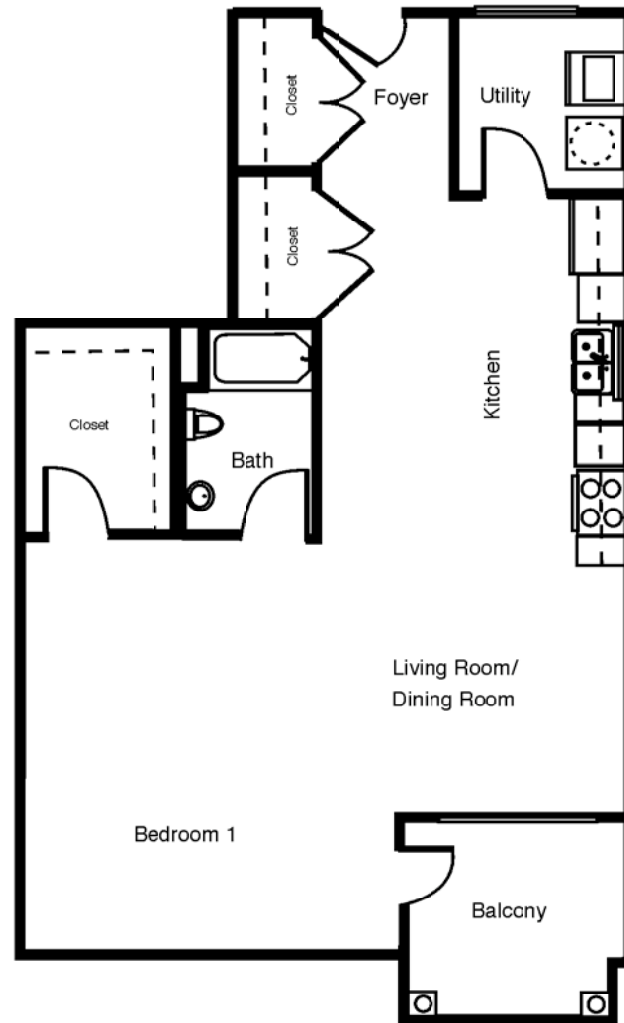 Closet
Foyer
Utility
Closet
Kitchen
Closet
Bath
Living Room/
Dining Room
Bedroom 1
Balcony